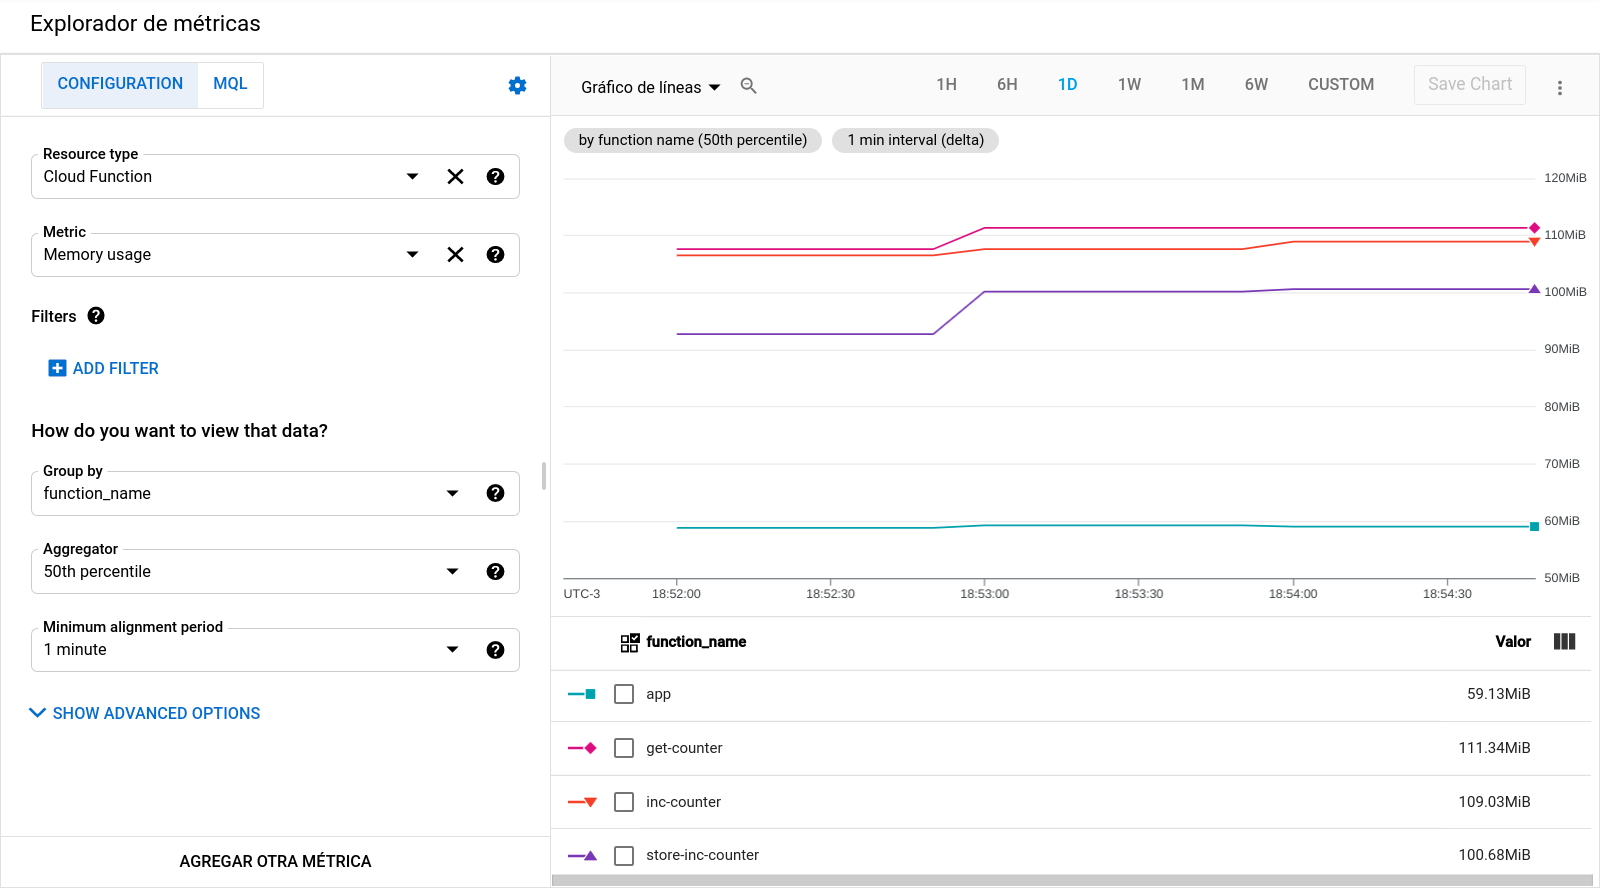 Explorador de métricas
CONFIGURATION MQL
Resource type
Cloud Function
Metric
Memory usage
Filters
ADD FILTER
How do you want to view that data?
Group by
function_name
Aggregator
50th percentile
Minimum alignment period
1 minute
SHOW ADVANCED OPTIONS
AGREGAR OTRA MÉTRICA
Gráfico de líneas 1H 6H 1D 1W 1M 6W CUSTOM Save Chart
by function name (50th percentile) 1 min interval (delta)
120MiB
110MiB
100MiB
90MiB
80MiB
70MiB
60MiB
50MiB
UTC-3 18:52:00 18:52:30 18:53:00 18:53:30 18:54:00 18:54:30
function_name Valor
app 59.13MiB
get-counter 111.34MiB
inc-counter 109.03MiB
store-inc-counter 100.68MiB